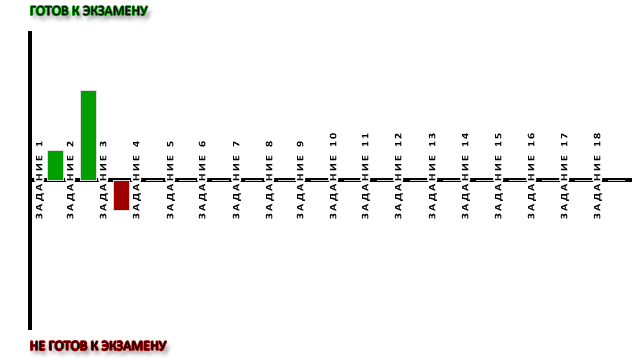 ГОТОВ К ЭКЗАМЕНУ
ЗАДАНИЕ 1
ЗАДАНИЕ 2
ЗАДАНИЕ 3
ЗАДАНИЕ 4
ЗАДАНИЕ 5
ЗАДАНИЕ 6
ЗАДАНИЕ 7
ЗАДАНИЕ 8
ЗАДАНИЕ 9
ЗАДАНИЕ 10
ЗАДАНИЕ 11
ЗАДАНИЕ 12
ЗАДАНИЕ 13
ЗАДАНИЕ 14
ЗАДАНИЕ 15
ЗАДАНИЕ 16
ЗАДАНИЕ 17
ЗАДАНИЕ 18
НЕ ГОТОВ К ЭКЗАМЕНУ